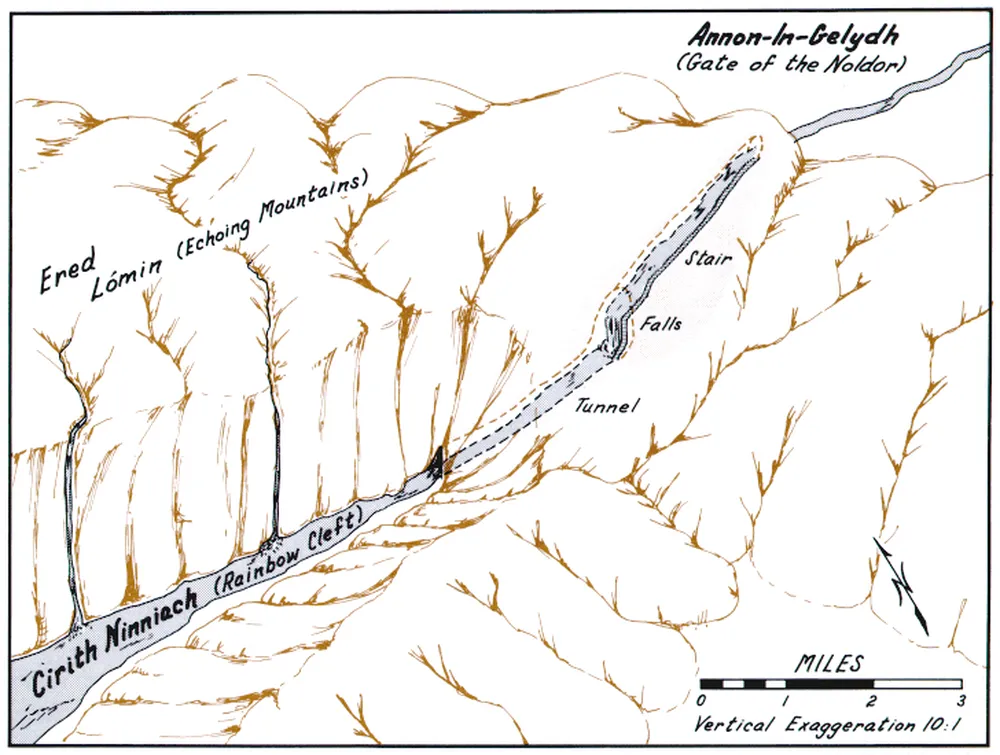 Annon-In-Gelydh
(Gate of the Noldor)
Ered
Lómin (Echoing Mountains)
Stair
Falls
Tunnel
Cirith Ninniach (Rainbow Cleft)
N
MILES
0 1 2 3
Vertical Exaggeration 10:1